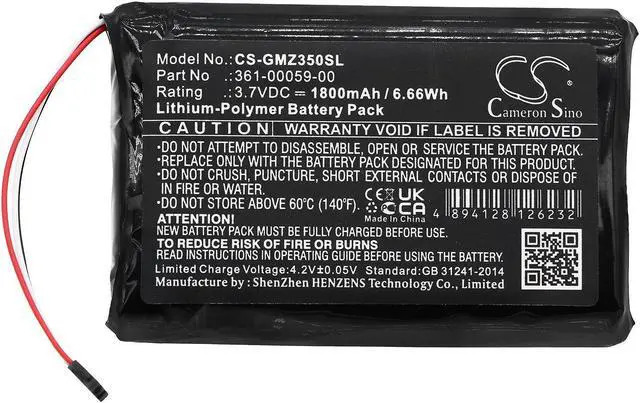 Model No.:CS-GMZ350SL
Part No :361-00059-00
Rating :3.7VDC ⎓ 1800mAh / 6.66Wh
Lithium-Polymer Battery Pack
CS
Cameron Sino
CAUTION WARRANTY VOID IF LABEL IS REMOVED
•DO NOT ATTEMPT TO DISASSEMBLE, OPEN OR SERVICE BATTERY PACK.
•REPLACE ONLY WITH THE BATTERY PACK DESIGNATED FOR THIS PRODUCT.
•DO NOT CRUSH, PUNCTURE, SHORT EXTERNAL CONTACTS OR DISPOSE OF
IN FIRE OR WATER.
•DO NOT STORE ABOVE 60°C (140°F).
CE UK
CA
Made In China
4 894128 126232
ATTENTION!
NEW BATTERY PACK MUST BE FULLY CHARGED BEFORE USE
TO REDUCE RISK OF FIRE OR BURNS
READ INSTRUCTIONS IN OPERATING GUIDE BEFORE USING BATTERY
Limited Charge Voltage:4.2V±0.05V Standard:GB 31241-2014
Manufacture by : ShenZhen HENZENS Technology Co., Limited